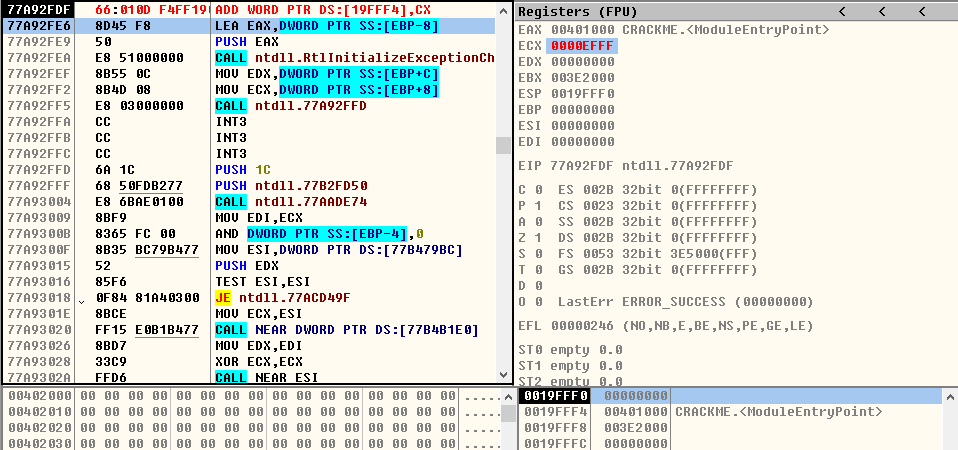 77A92FDF 66:010D F4FF19( ADD WORD PTR DS:[19FFF4],CX
77A92FE6 8D45 F8 LEA EAX,DWORD PTR SS:[EBP-8]
77A92FE9 50 PUSH EAX
77A92FEA E8 51000000 CALL ntdll.RtlInitializeExceptionCh
77A92FEF 8B55 0C MOV EDX,DWORD PTR SS:[EBP+C]
77A92FF2 8B4D 08 MOV ECX,DWORD PTR SS:[EBP+8]
77A92FF5 E8 03000000 CALL ntdll.77A92FFD
77A92FFA CC INT3
77A92FFB CC INT3
77A92FFC CC INT3
77A92FFD 6A 1C PUSH 1C
77A92FFF 68 50FDB277 PUSH ntdll.77B2FD50
77A93004 E8 6BAE0100 CALL ntdll.77AADE74
77A93009 8BF9 MOV EDI,ECX
77A9300B 8365 FC 00 AND DWORD PTR SS:[EBP-4],0
77A9300F 8B35 BC79B477 MOV ESI,DWORD PTR DS:[77B479BC]
77A93015 52 PUSH EDX
77A93016 85F6 TEST ESI,ESI
77A93018 0F84 81A40300 JE ntdll.77ACD49F
77A9301E 8BCE MOV ECX,ESI
77A93020 FF15 E0B1B477 CALL NEAR DWORD PTR DS:[77B4B1E0]
77A93026 8BD7 MOV EDX,EDI
77A93028 33C9 XOR ECX,ECX
77A9302A FFD6 CALL NEAR ESI
Registers (FPU) < < <
EAX 00401000 CRACKME.<ModuleEntryPoint>
ECX 0000EFFF
EDX 00000000
EBX 003E2000
ESP 0019FFF0
EBP 00000000
ESI 00000000
EDI 00000000
EIP 77A92FDF ntdll.77A92FDF
C 0 ES 002B 32bit 0(FFFFFFFF)
P 1 CS 0023 32bit 0(FFFFFFFF)
A 0 SS 002B 32bit 0(FFFFFFFF)
Z 1 DS 002B 32bit 0(FFFFFFFF)
S 0 FS 0053 32bit 3E5000(FFF)
T 0 GS 002B 32bit 0(FFFFFFFF)
D 0
O 0 LastErr ERROR_SUCCESS (00000000)
EFL 00000246 (NO,NB,E,BE,NS,PE,GE,LE)
ST0 empty 0.0
ST1 empty 0.0
ST2 empty 0.0
00402000 00 00 00 00 00 00 00 00 00 00 00 00 00 00 00 00 .....
00402010 00 00 00 00 00 00 00 00 00 00 00 00 00 00 00 00 .....
00402020 00 00 00 00 00 00 00 00 00 00 00 00 00 00 00 00 .....
00402030 00 00 00 00 00 00 00 00 00 00 00 00 00 00 00 00 .....
0019FFF0 00000000
0019FFF4 00401000 CRACKME.<ModuleEntryPoint>
0019FFF8 003E2000
0019FFFC 00000000